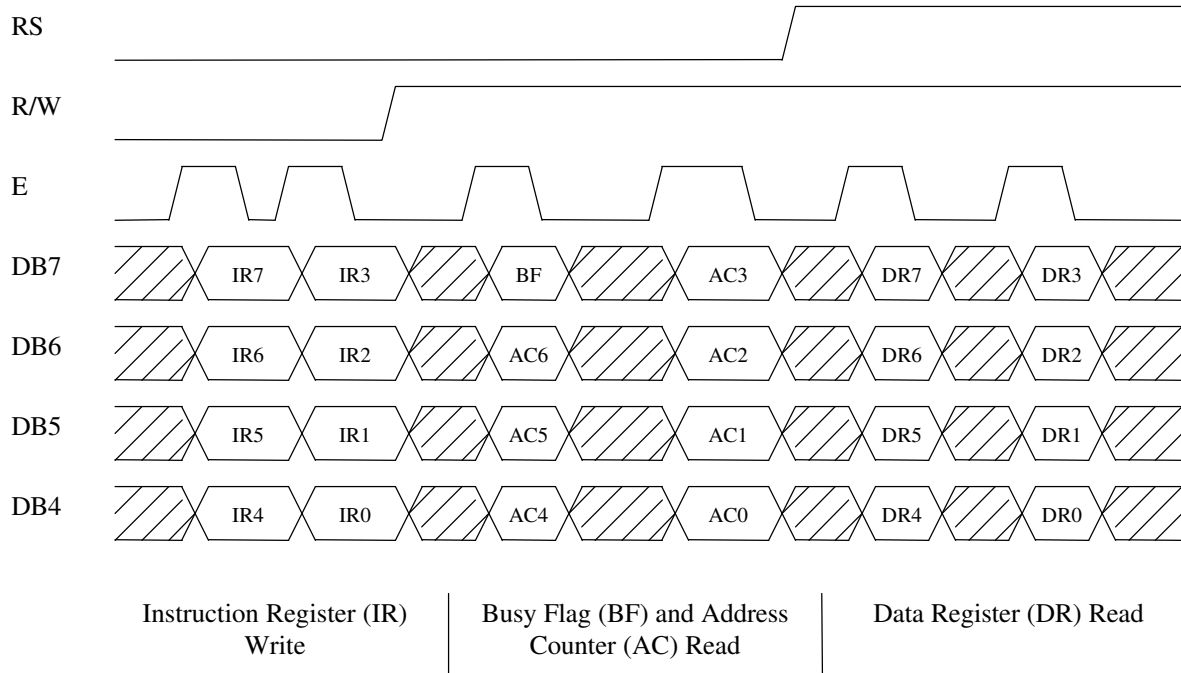 RS
R/W
E
DB7 IR7 IR3 BF AC3 DR7 DR3
DB6 IR6 IR2 AC6 AC2 DR6 DR2
DB5 IR5 IR1 AC5 AC1 DR5 DR1
DB4 IR4 IR0 AC4 AC0 DR4 DR0
Instruction Register (IR)
Write
Busy Flag (BF) and Address
Counter (AC) Read
Data Register (DR) Read